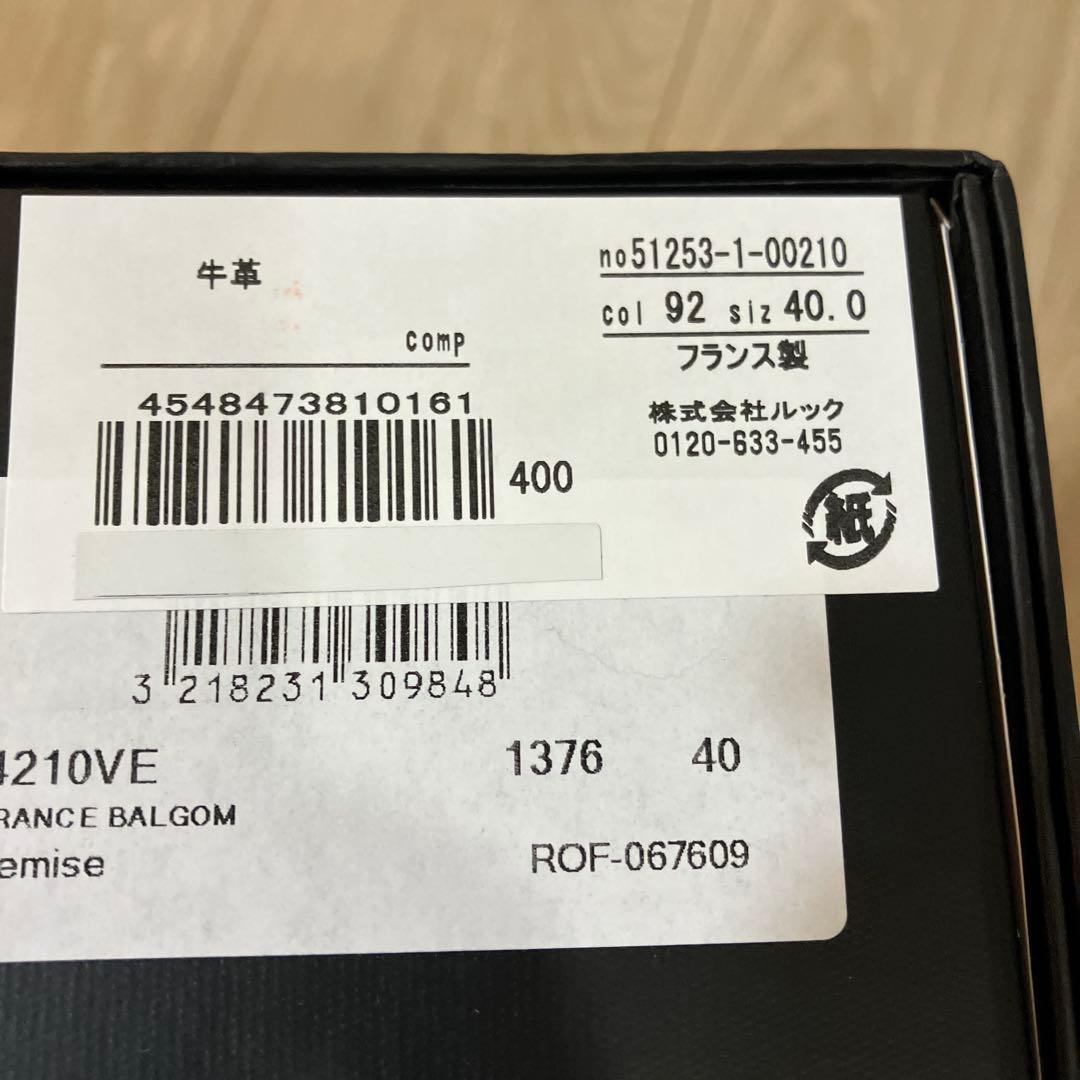 牛革
comp
no51253-1-00210
col 92 siz 40.0
フランス製
株式会社ルック
0120-633-455
4548473810161
400
紙
3 218231 309848
4210VE 1376 40
RANCE BALGOM
emise ROF-067609